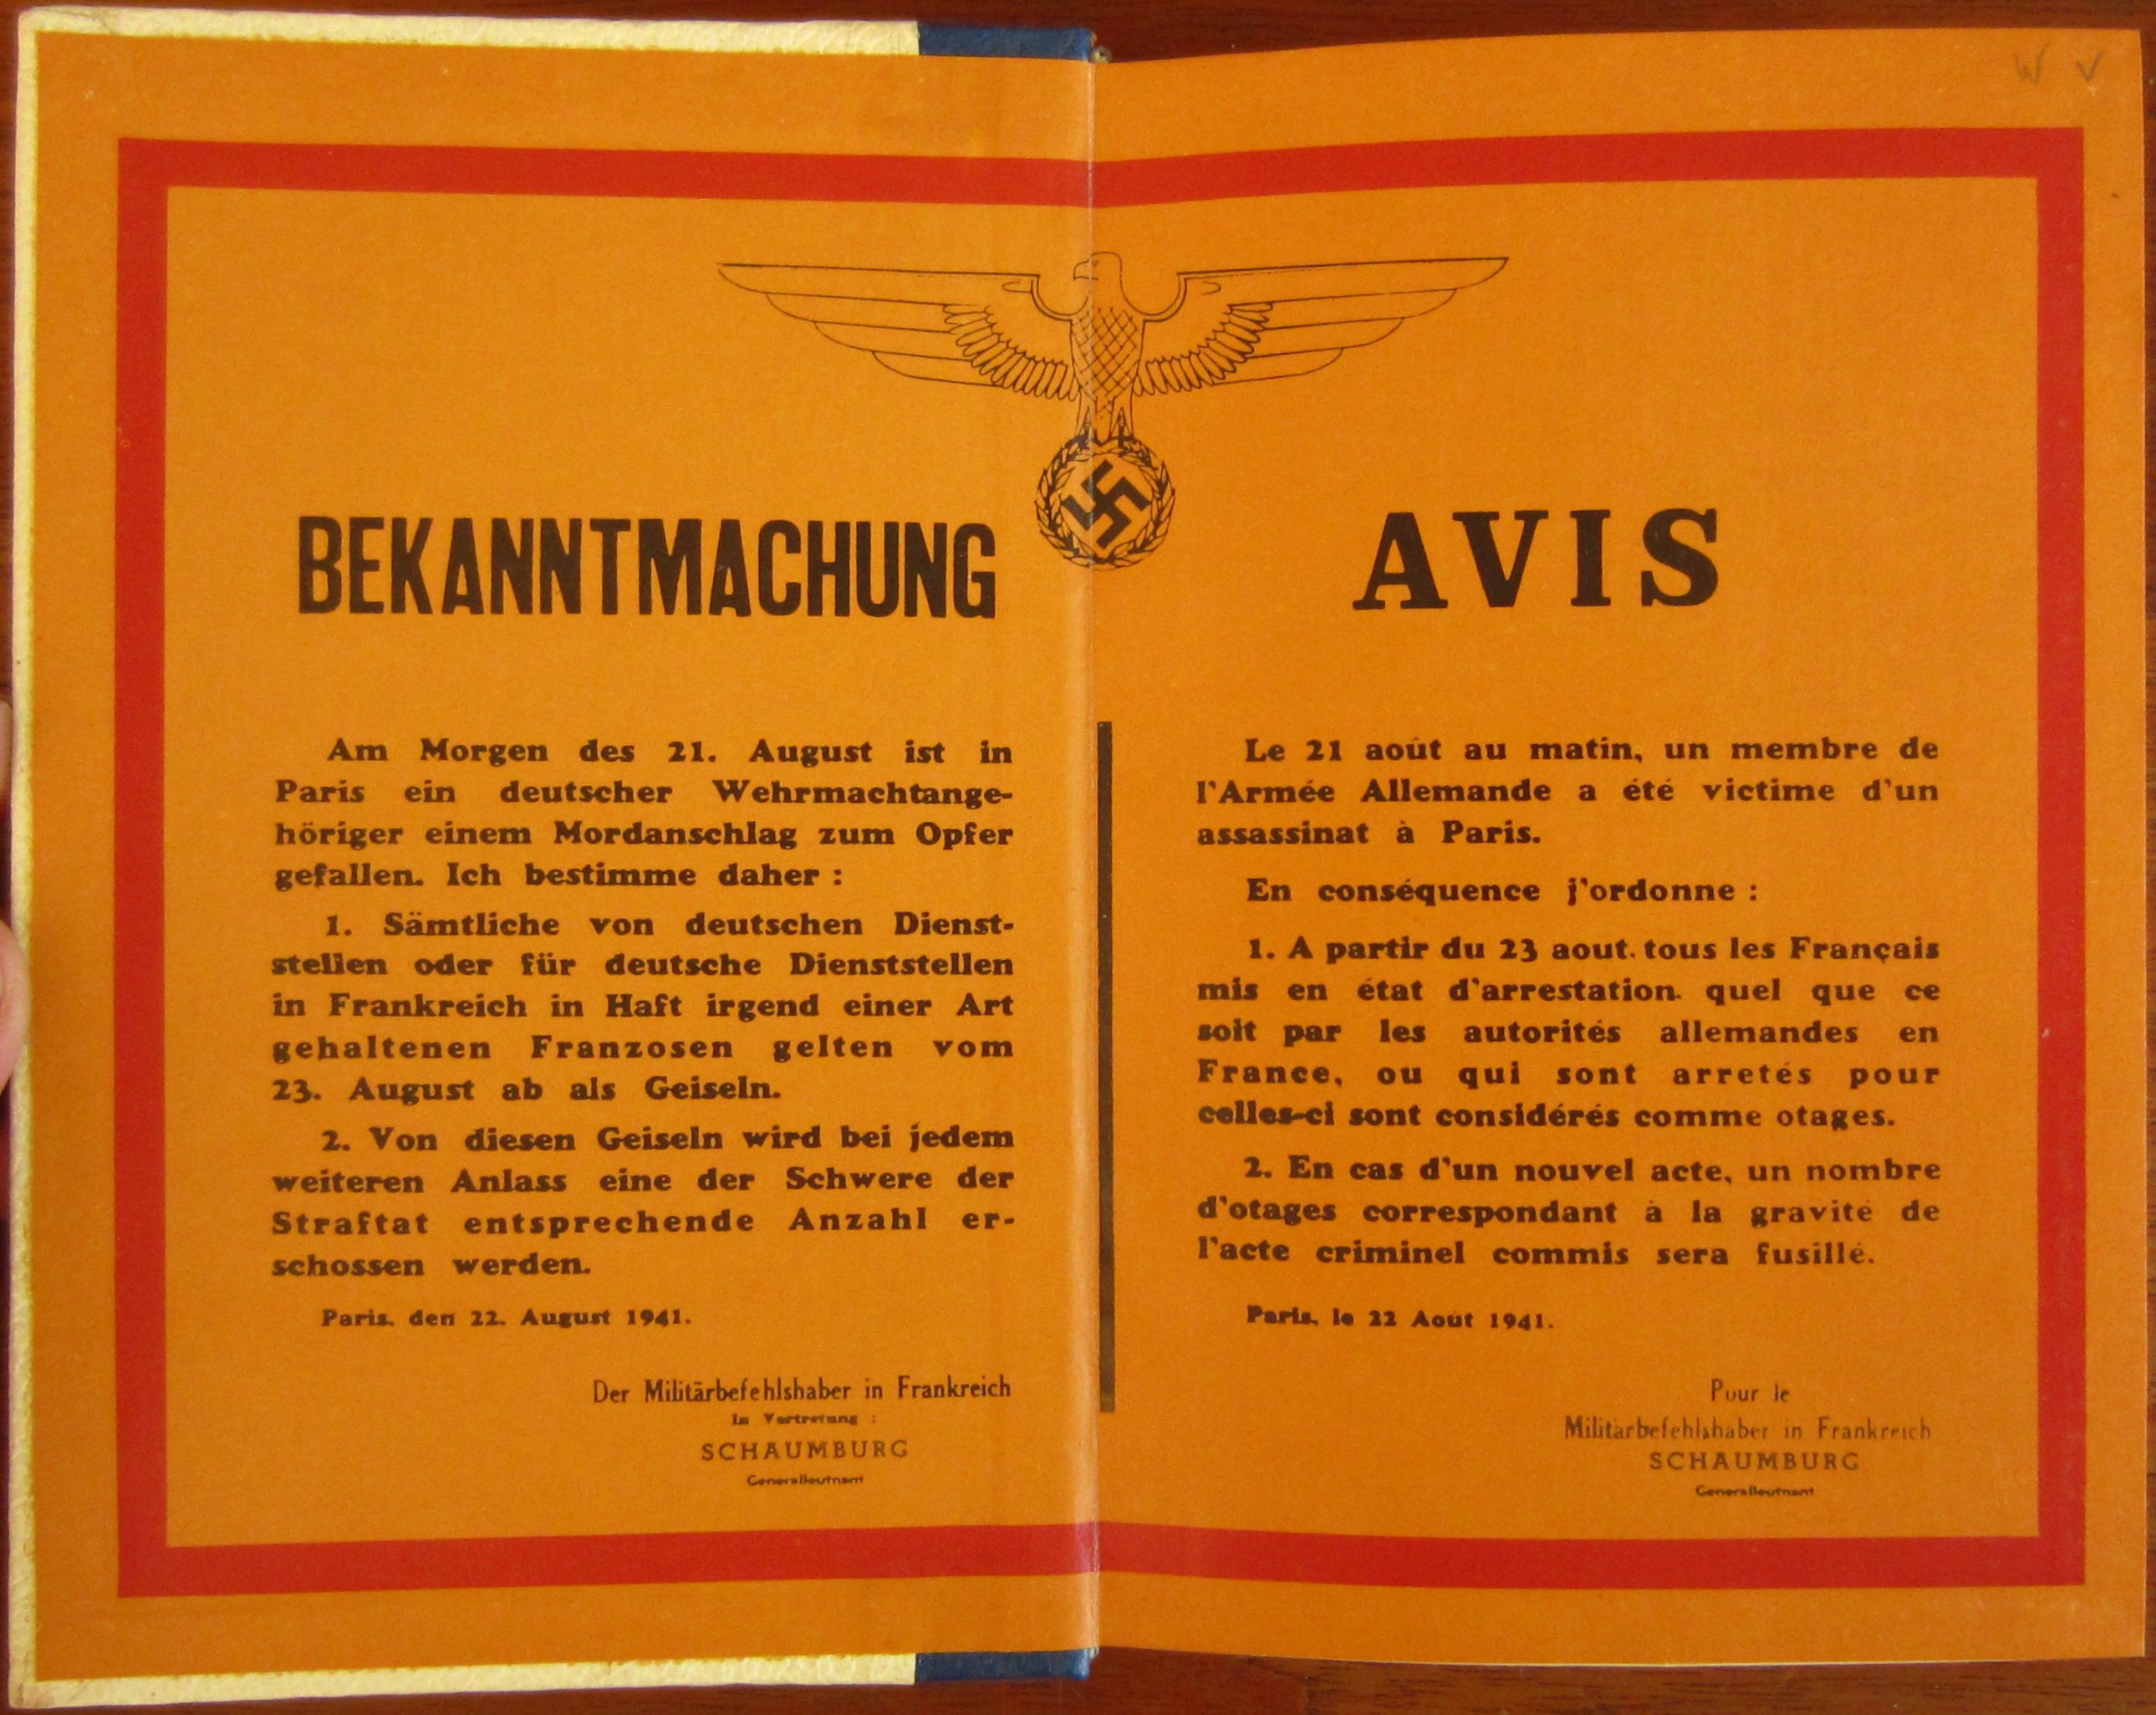 W V
BEKANNTMACHUNG
Am Morgen des 21. August ist in
Paris ein deutscher Wehrmachtange-
höriger einem Mordanschlag zum Opfer
gefallen. Ich bestimme daher :
1. Sämtliche von deutschen Dienst-
stellen oder für deutsche Dienststellen
in Frankreich in Haft irgend einer Art
gehaltenen Franzosen gelten vom
23. August ab als Geiseln.
2. Von diesen Geiseln wird bei jedem
weiteren Anlass eine der Schwere der
Straftat entsprechende Anzahl er-
schossen werden.
Paris, den 22. August 1941.
Der Militärbefehlshaber in Frankreich
In Vertretung :
SCHAUMBURG
Generalleutnant
AVIS
Le 21 août au matin, un membre de
l'Armée Allemande a été victime d'un
assassinat à Paris.
En conséquence j'ordonne :
1. A partir du 23 aout, tous les Français
mis en état d'arrestation, quel que ce
soit par les autorités allemandes en
France, ou qui sont arretés pour
celles-ci sont considérés comme otages.
2. En cas d'un nouvel acte, un nombre
d'otages correspondant à la gravité de
l'acte criminel commis sera fusillé.
Paris, le 22 Août 1941.
Pour le
Militärbefehlshaber in Frankreich
SCHAUMBURG
Generalleutnant